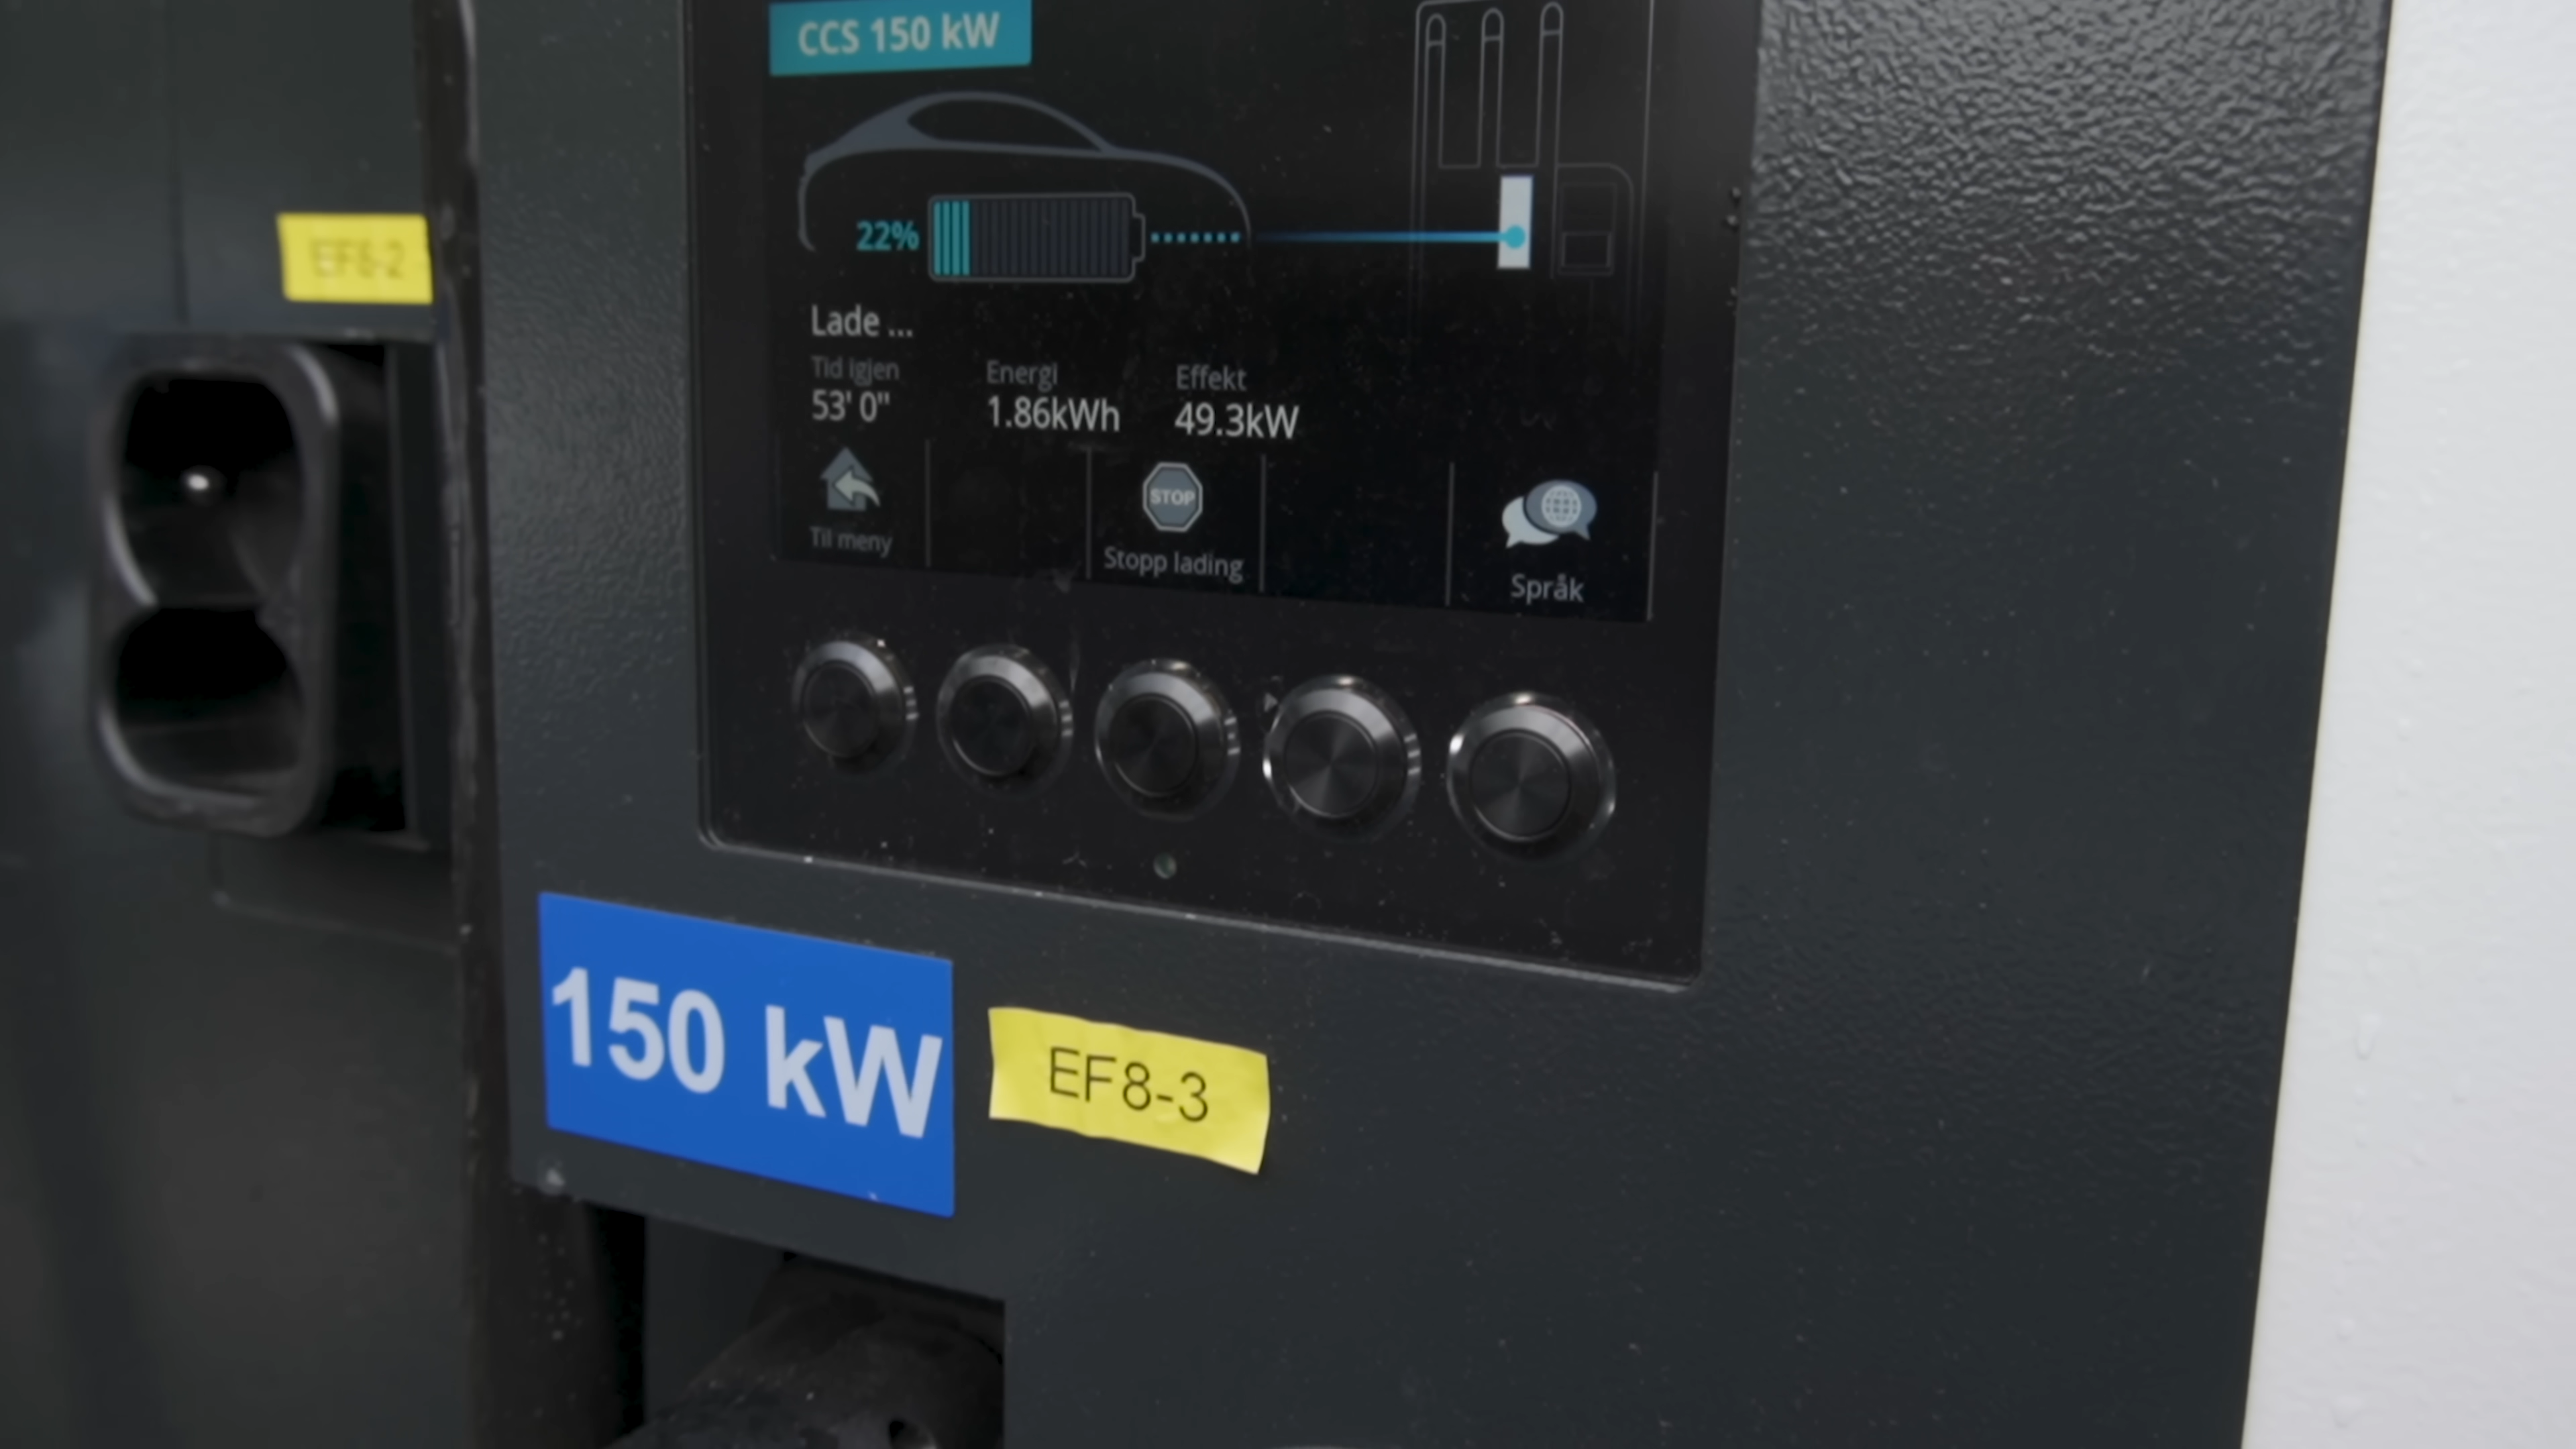 CCS 150 kW
22%
Lade ...
Tid igjen
53' 0"
Energi
1.86kWh
Effekt
49.3kW
Til meny
STOP
Stopp lading
Språk
EF8-2
150 kW
EF8-3